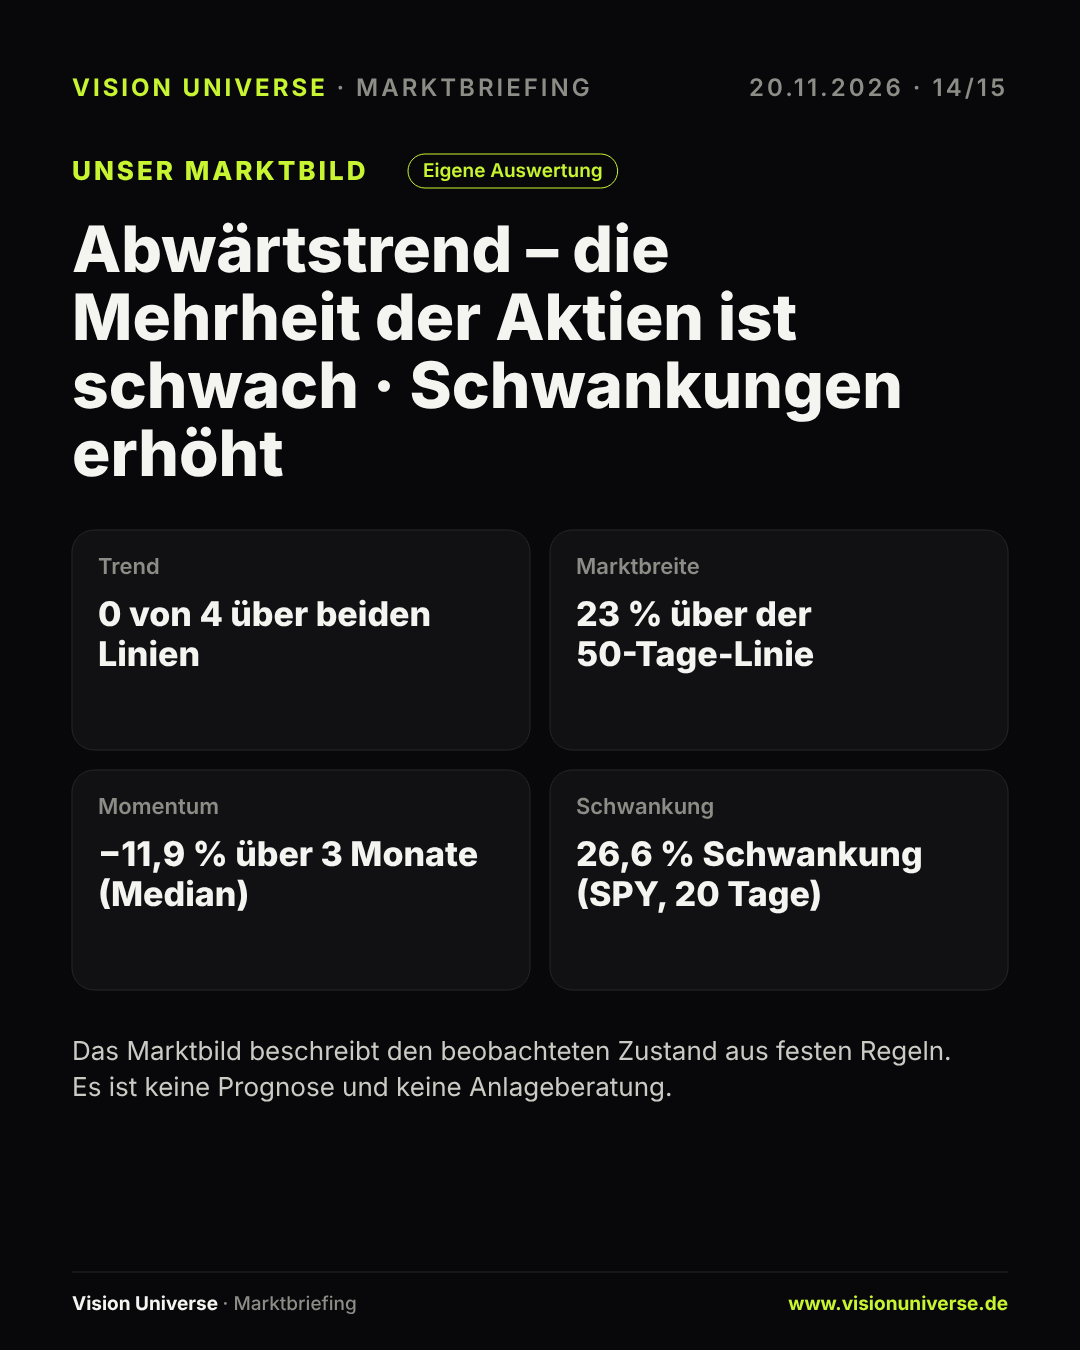 VISION UNIVERSE · MARKTBRIEFING
20.11.2026 · 14/15
UNSER MARKTBILD
Eigene Auswertung
Abwärtstrend – die
Mehrheit der Aktien ist
schwach · Schwankungen
erhöht
Trend
0 von 4 über beiden
Linien
Marktbreite
23 % über der
50-Tage-Linie
Momentum
−11,9 % über 3 Monate
(Median)
Schwankung
26,6 % Schwankung
(SPY, 20 Tage)
Das Marktbild beschreibt den beobachteten Zustand aus festen Regeln.
Es ist keine Prognose und keine Anlageberatung.
Vision Universe · Marktbriefing
www.visionuniverse.de